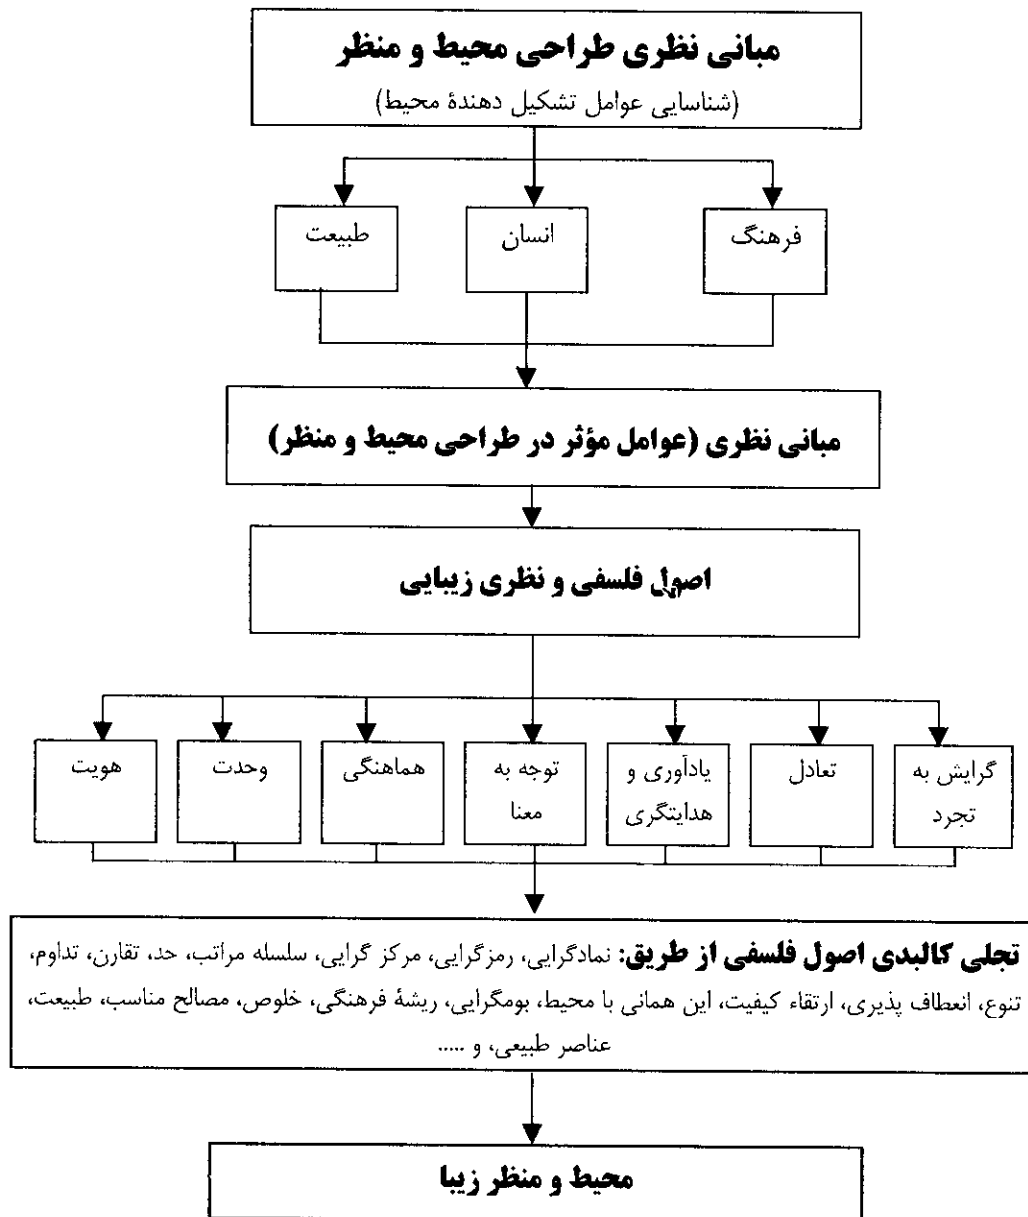 مبانی نظری طراحی محیط و منظر
(شناسایی عوامل تشکیل دهندهٔ محیط)
فرهنگ
انسان
طبیعت
مبانی نظری (عوامل مؤثر در طراحی محیط و منظر)
اصول فلسفی و نظری زیبایی
گرایش به
تجرد
تعادل
یادآوری و
هدایتگری
توجه به
معنا
هماهنگی
وحدت
هویت
تجلی کالبدی اصول فلسفی از طریق: نمادگرایی، رمزگرایی، مرکز گرایی، سلسله مراتب، حد، تقارن، تداوم،
تنوع، انعطاف پذیری، ارتقاء کیفیت، این همانی با محیط، بومگرایی، ریشهٔ فرهنگی، خلوص، مصالح مناسب، طبیعت،
عناصر طبیعی، و .....
محیط و منظر زیبا